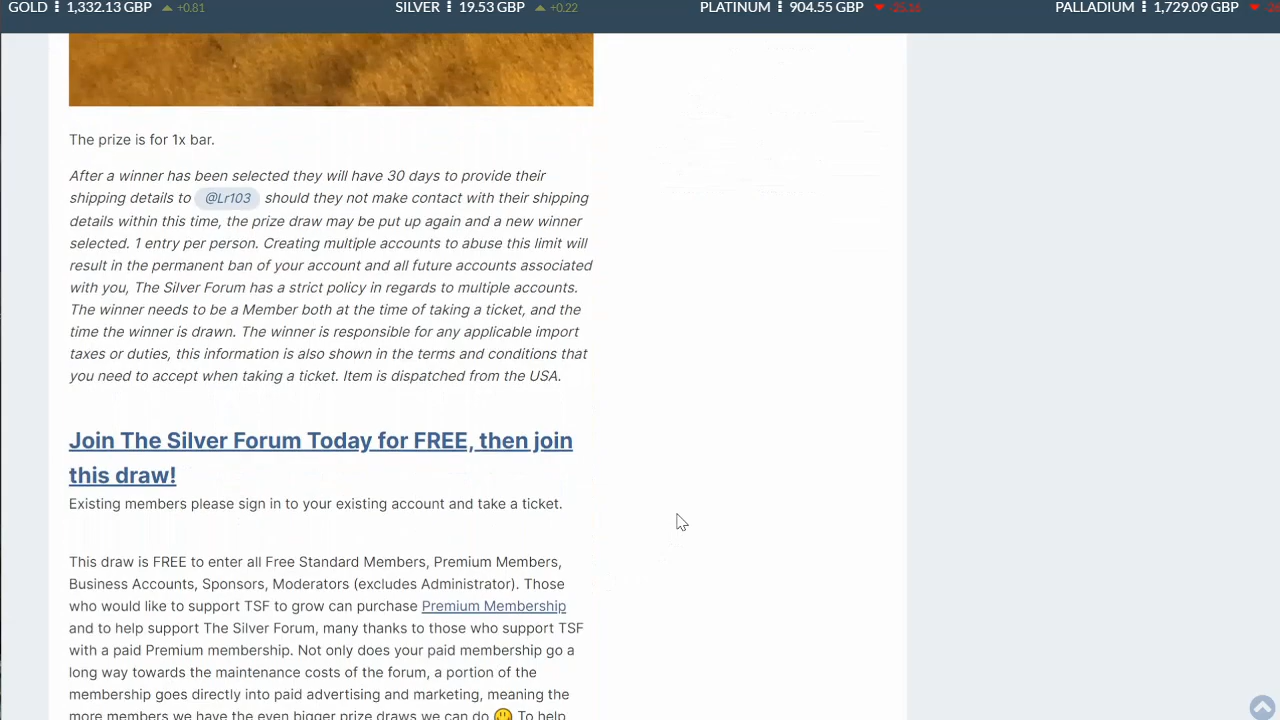 GOLD ⁝ 1,332.13 GBP +0.81 SILVER ⁝ 19.53 GBP +0.22 PLATINUM ⁝ 904.55 GBP -25.16 PALLADIUM ⁝ 1,729.09 GBP
The prize is for 1x bar.
After a winner has been selected they will have 30 days to provide their
shipping details to @Lr103 should they not make contact with their shipping
details within this time, the prize draw may be put up again and a new winner
selected. 1 entry per person. Creating multiple accounts to abuse this limit will
result in the permanent ban of your account and all future accounts associated
with you, The Silver Forum has a strict policy in regards to multiple accounts.
The winner needs to be a Member both at the time of taking a ticket, and the
time the winner is drawn. The winner is responsible for any applicable import
taxes or duties, this information is also shown in the terms and conditions that
you need to accept when taking a ticket. Item is dispatched from the USA.
Join The Silver Forum Today for FREE, then join
this draw!
Existing members please sign in to your existing account and take a ticket.
This draw is FREE to enter all Free Standard Members, Premium Members,
Business Accounts, Sponsors, Moderators (excludes Administrator). Those
who would like to support TSF to grow can purchase Premium Membership
and to help support The Silver Forum, many thanks to those who support TSF
with a paid Premium membership. Not only does your paid membership go a
long way towards the maintenance costs of the forum, a portion of the
membership goes directly into paid advertising and marketing, meaning the
more members we have the even bigger prize draws we can do To help